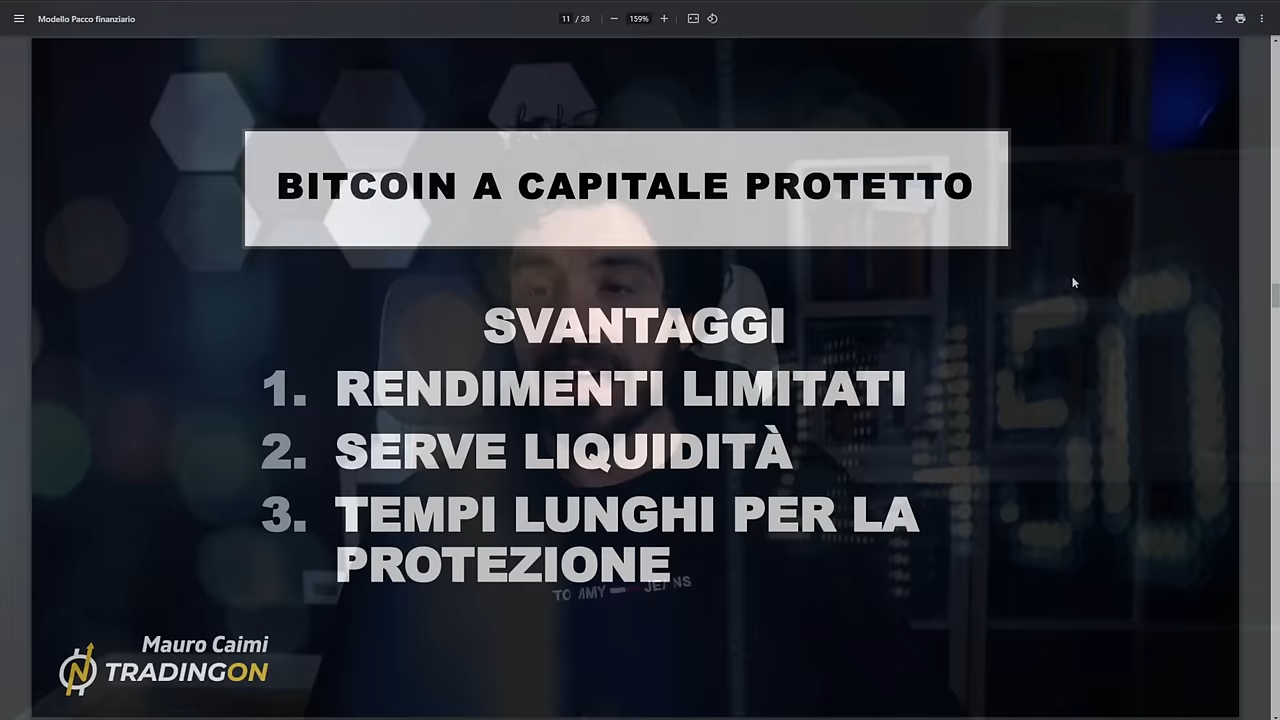 Modello Pacco finanziario
11 / 28
159%
BITCOIN A CAPITALE PROTETTO
SVANTAGGI
1. RENDIMENTI LIMITATI
2. SERVE LIQUIDITÀ
3. TEMPI LUNGHI PER LA
PROTEZIONE
TOMMY JEANS
Mauro Caimi
TRADINGON